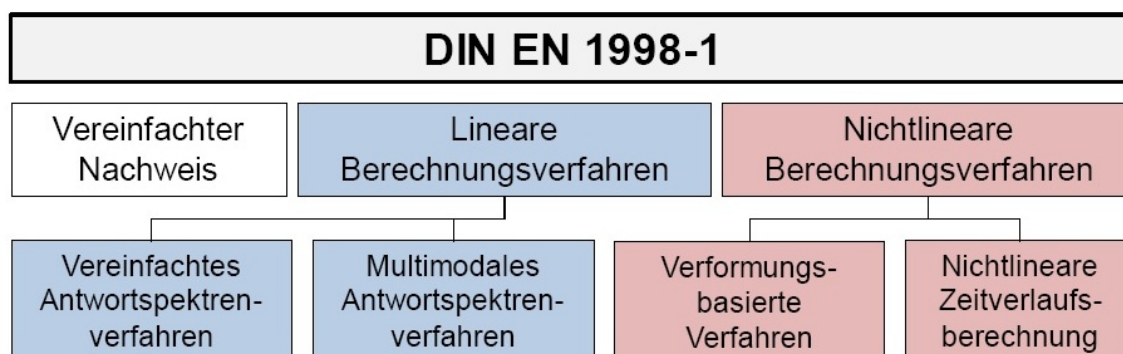 DIN EN 1998-1
Vereinfachter
Nachweis
Lineare
Berechnungsverfahren
Nichtlineare
Berechnungsverfahren
Vereinfachtes
Antwortspektren-
verfahren
Multimodales
Antwortspektren-
verfahren
Verformungs-
basierte
Verfahren
Nichtlineare
Zeitverlaufs-
berechnung